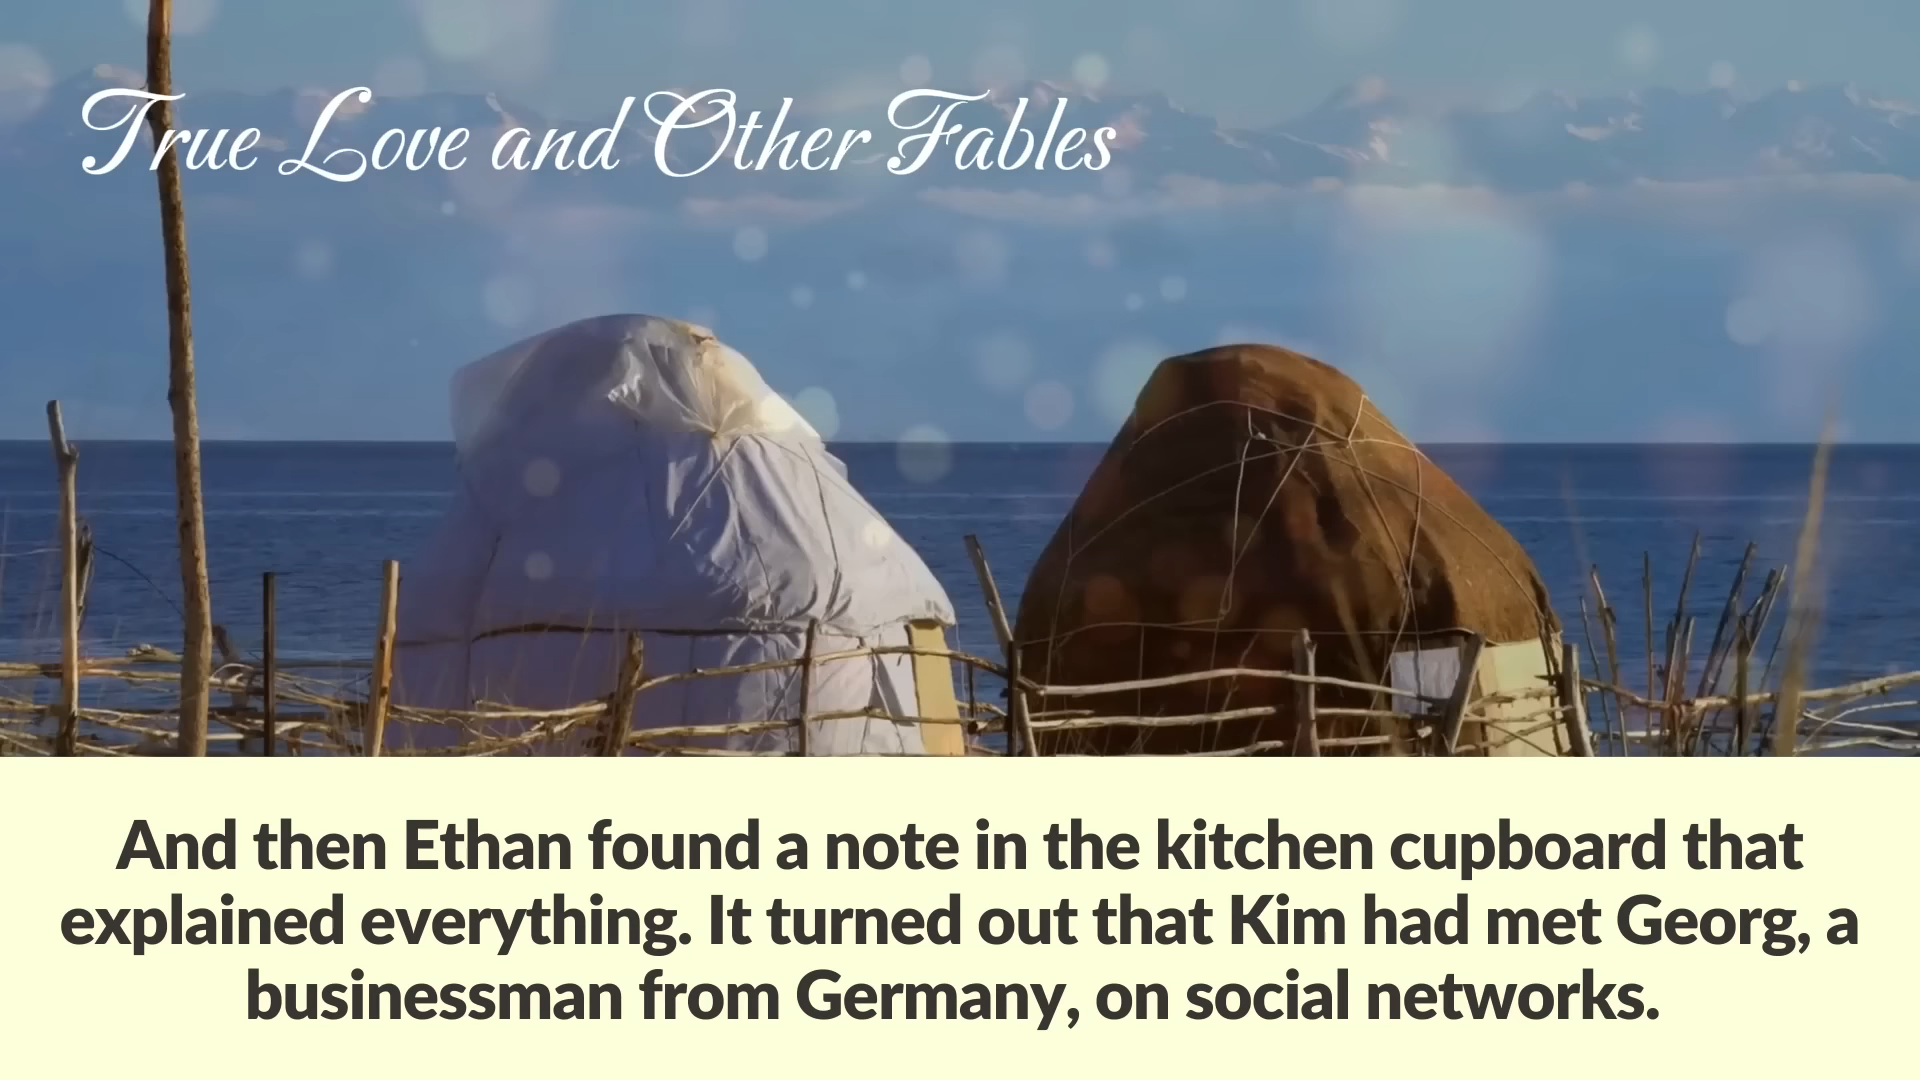 True Love and Other Fables
And then Ethan found a note in the kitchen cupboard that
explained everything. It turned out that Kim had met Georg, a
businessman from Germany, on social networks.